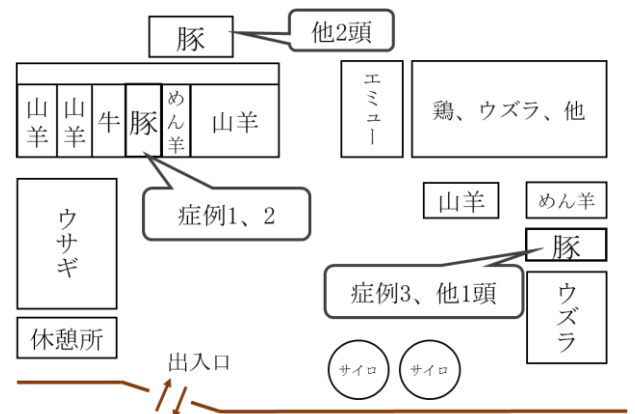 豚
他2頭
山羊
山羊
牛
豚
めん羊
山羊
エミュー
鶏、ウズラ、他
症例1、2
山羊
めん羊
ウサギ
豚
症例3、他1頭
ウズラ
休憩所
出入口
サイロ
サイロ